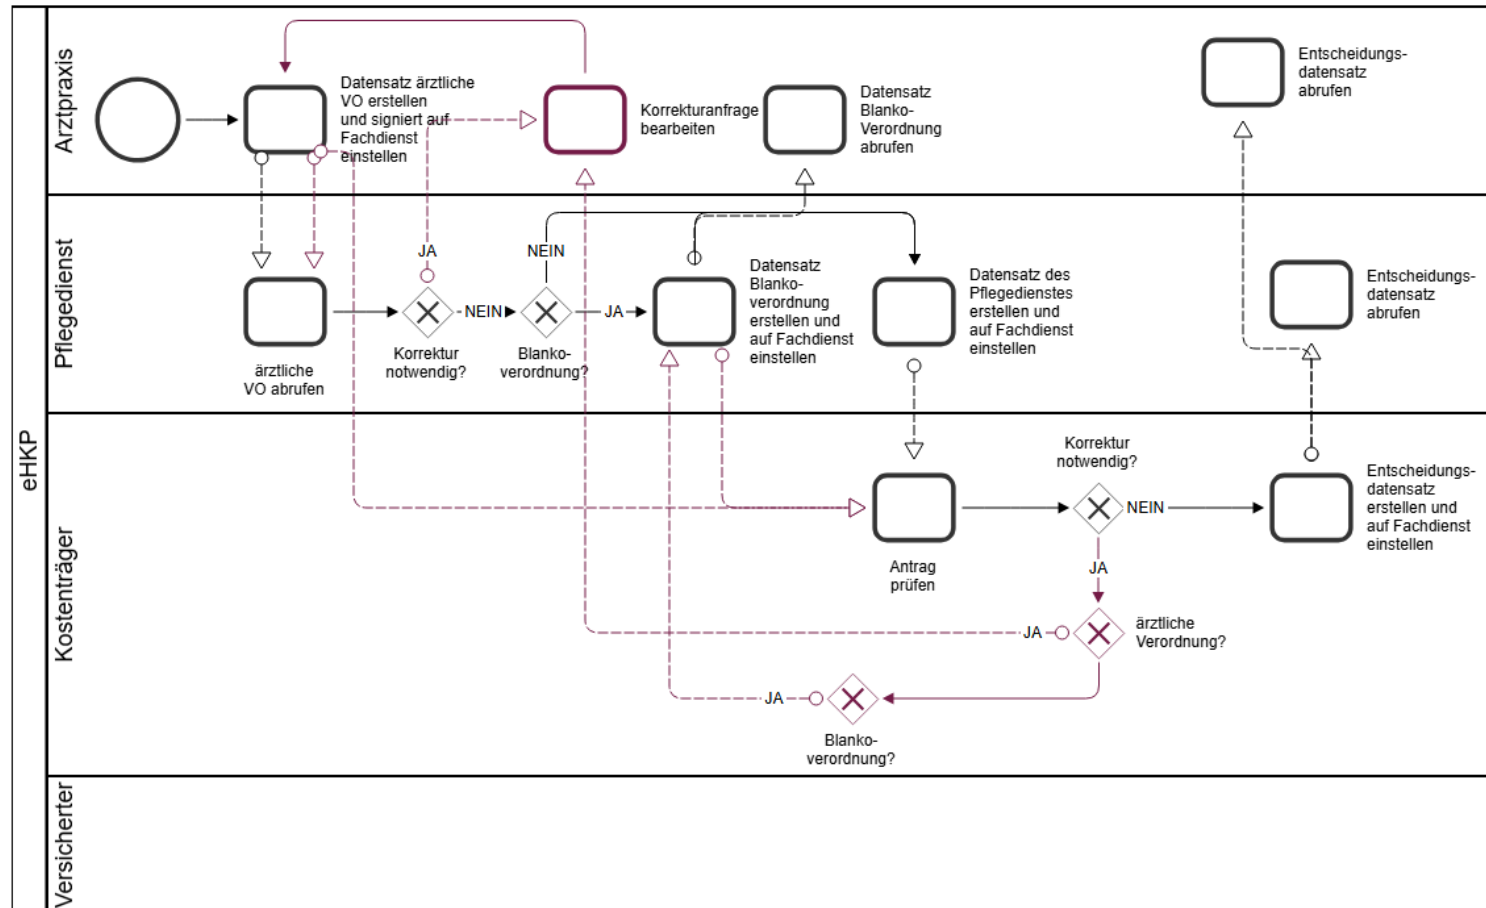 eHKP
Arztpraxis
Datensatz ärztliche
VO erstellen
und signiert auf
Fachdienst
einstellen
Korrekturanfrage
bearbeiten
Datensatz
Blanko-
Verordnung
abrufen
Entscheidungs-
datensatz
abrufen
Pflegedienst
ärztliche
VO abrufen
JA
NEIN
Korrektur
notwendig?
NEIN
JA
Blanko-
verordnung?
Datensatz
Blanko-
verordnung
erstellen und
auf Fachdienst
einstellen
Datensatz des
Pflegedienstes
erstellen und
auf Fachdienst
einstellen
Entscheidungs-
datensatz
abrufen
Kostenträger
Antrag
prüfen
Korrektur
notwendig?
NEIN
JA
Entscheidungs-
datensatz
erstellen und
auf Fachdienst
einstellen
JA
ärztliche
Verordnung?
JA
Blanko-
verordnung?
Versicherter